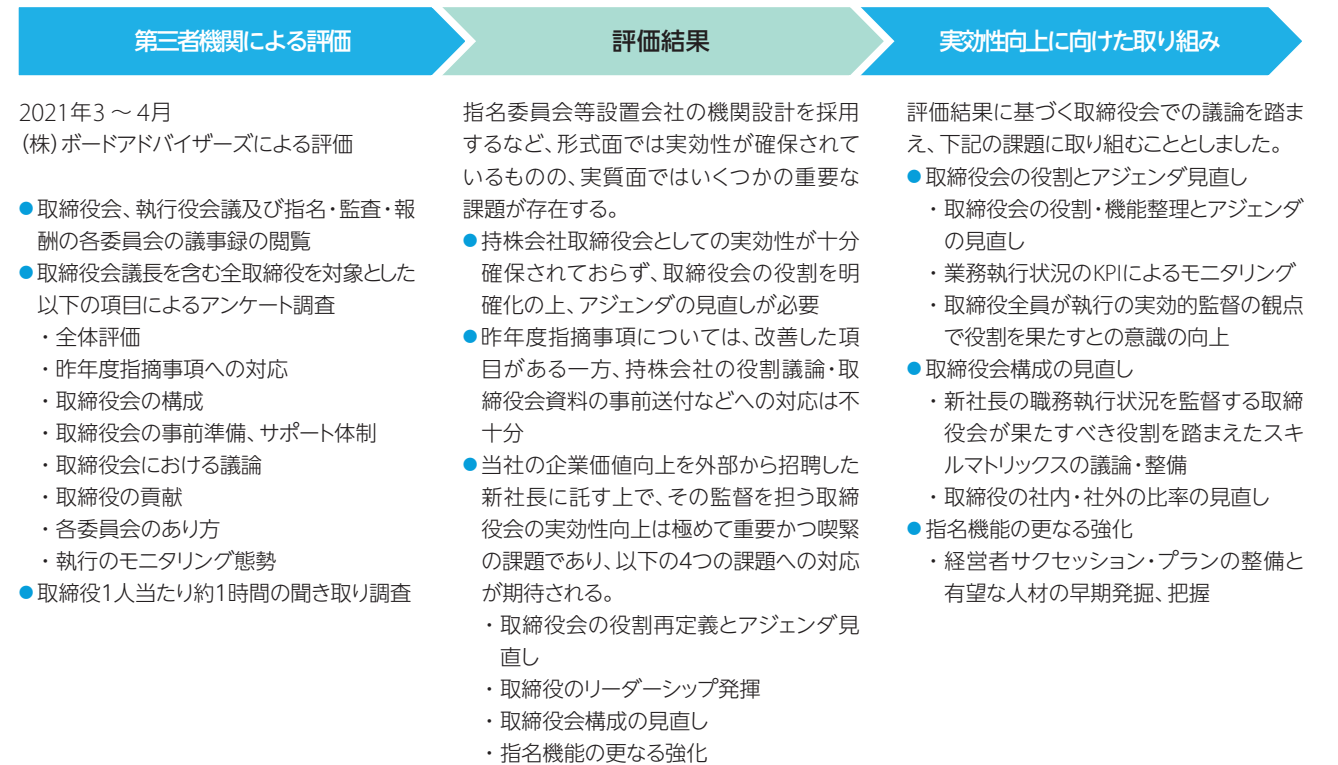 第三者機関による評価
2021年3～4月
（株）ボードアドバイザーズによる評価
●取締役会、執行役会議及び指名・監査・報
酬の各委員会の議事録の閲覧
●取締役会議長を含む全取締役を対象とした
以下の項目によるアンケート調査
・全体評価
・昨年度指摘事項への対応
・取締役会の構成
・取締役会の事前準備、サポート体制
・取締役会における議論
・取締役の貢献
・各委員会のあり方
・執行のモニタリング態勢
●取締役1人当たり約1時間の聞き取り調査
評価結果
指名委員会等設置会社の機関設計を採用
するなど、形式面では実効性が確保されて
いるものの、実質面ではいくつかの重要な
課題が存在する。
●持株会社取締役会としての実効性が十分
確保されておらず、取締役会の役割を明
確化の上、アジェンダの見直しが必要
●昨年度指摘事項については、改善した項
目がある一方、持株会社の役割議論・取
締役会資料の事前送付などへの対応は不
十分
●当社の企業価値向上を外部から招聘した
新社長に託す上で、その監督を担う取締
役会の実効性向上は極めて重要かつ喫緊
の課題であり、以下の4つの課題への対応
が期待される。
・取締役会の役割再定義とアジェンダ見
直し
・取締役のリーダーシップ発揮
・取締役会構成の見直し
・指名機能の更なる強化
実効性向上に向けた取り組み
評価結果に基づく取締役会での議論を踏ま
え、下記の課題に取り組むこととしました。
●取締役会の役割とアジェンダ見直し
・取締役会の役割・機能整理とアジェンダ
の見直し
・業務執行状況のKPIによるモニタリング
・取締役全員が執行の実効的監督の観点
で役割を果たすとの意識の向上
●取締役会構成の見直し
・新社長の職務執行状況を監督する取締
役会が果たすべき役割を踏まえたスキ
ルマトリックスの議論・整備
・取締役の社内・社外の比率の見直し
●指名機能の更なる強化
・経営者サクセッション・プランの整備と
有望な人材の早期発掘、把握